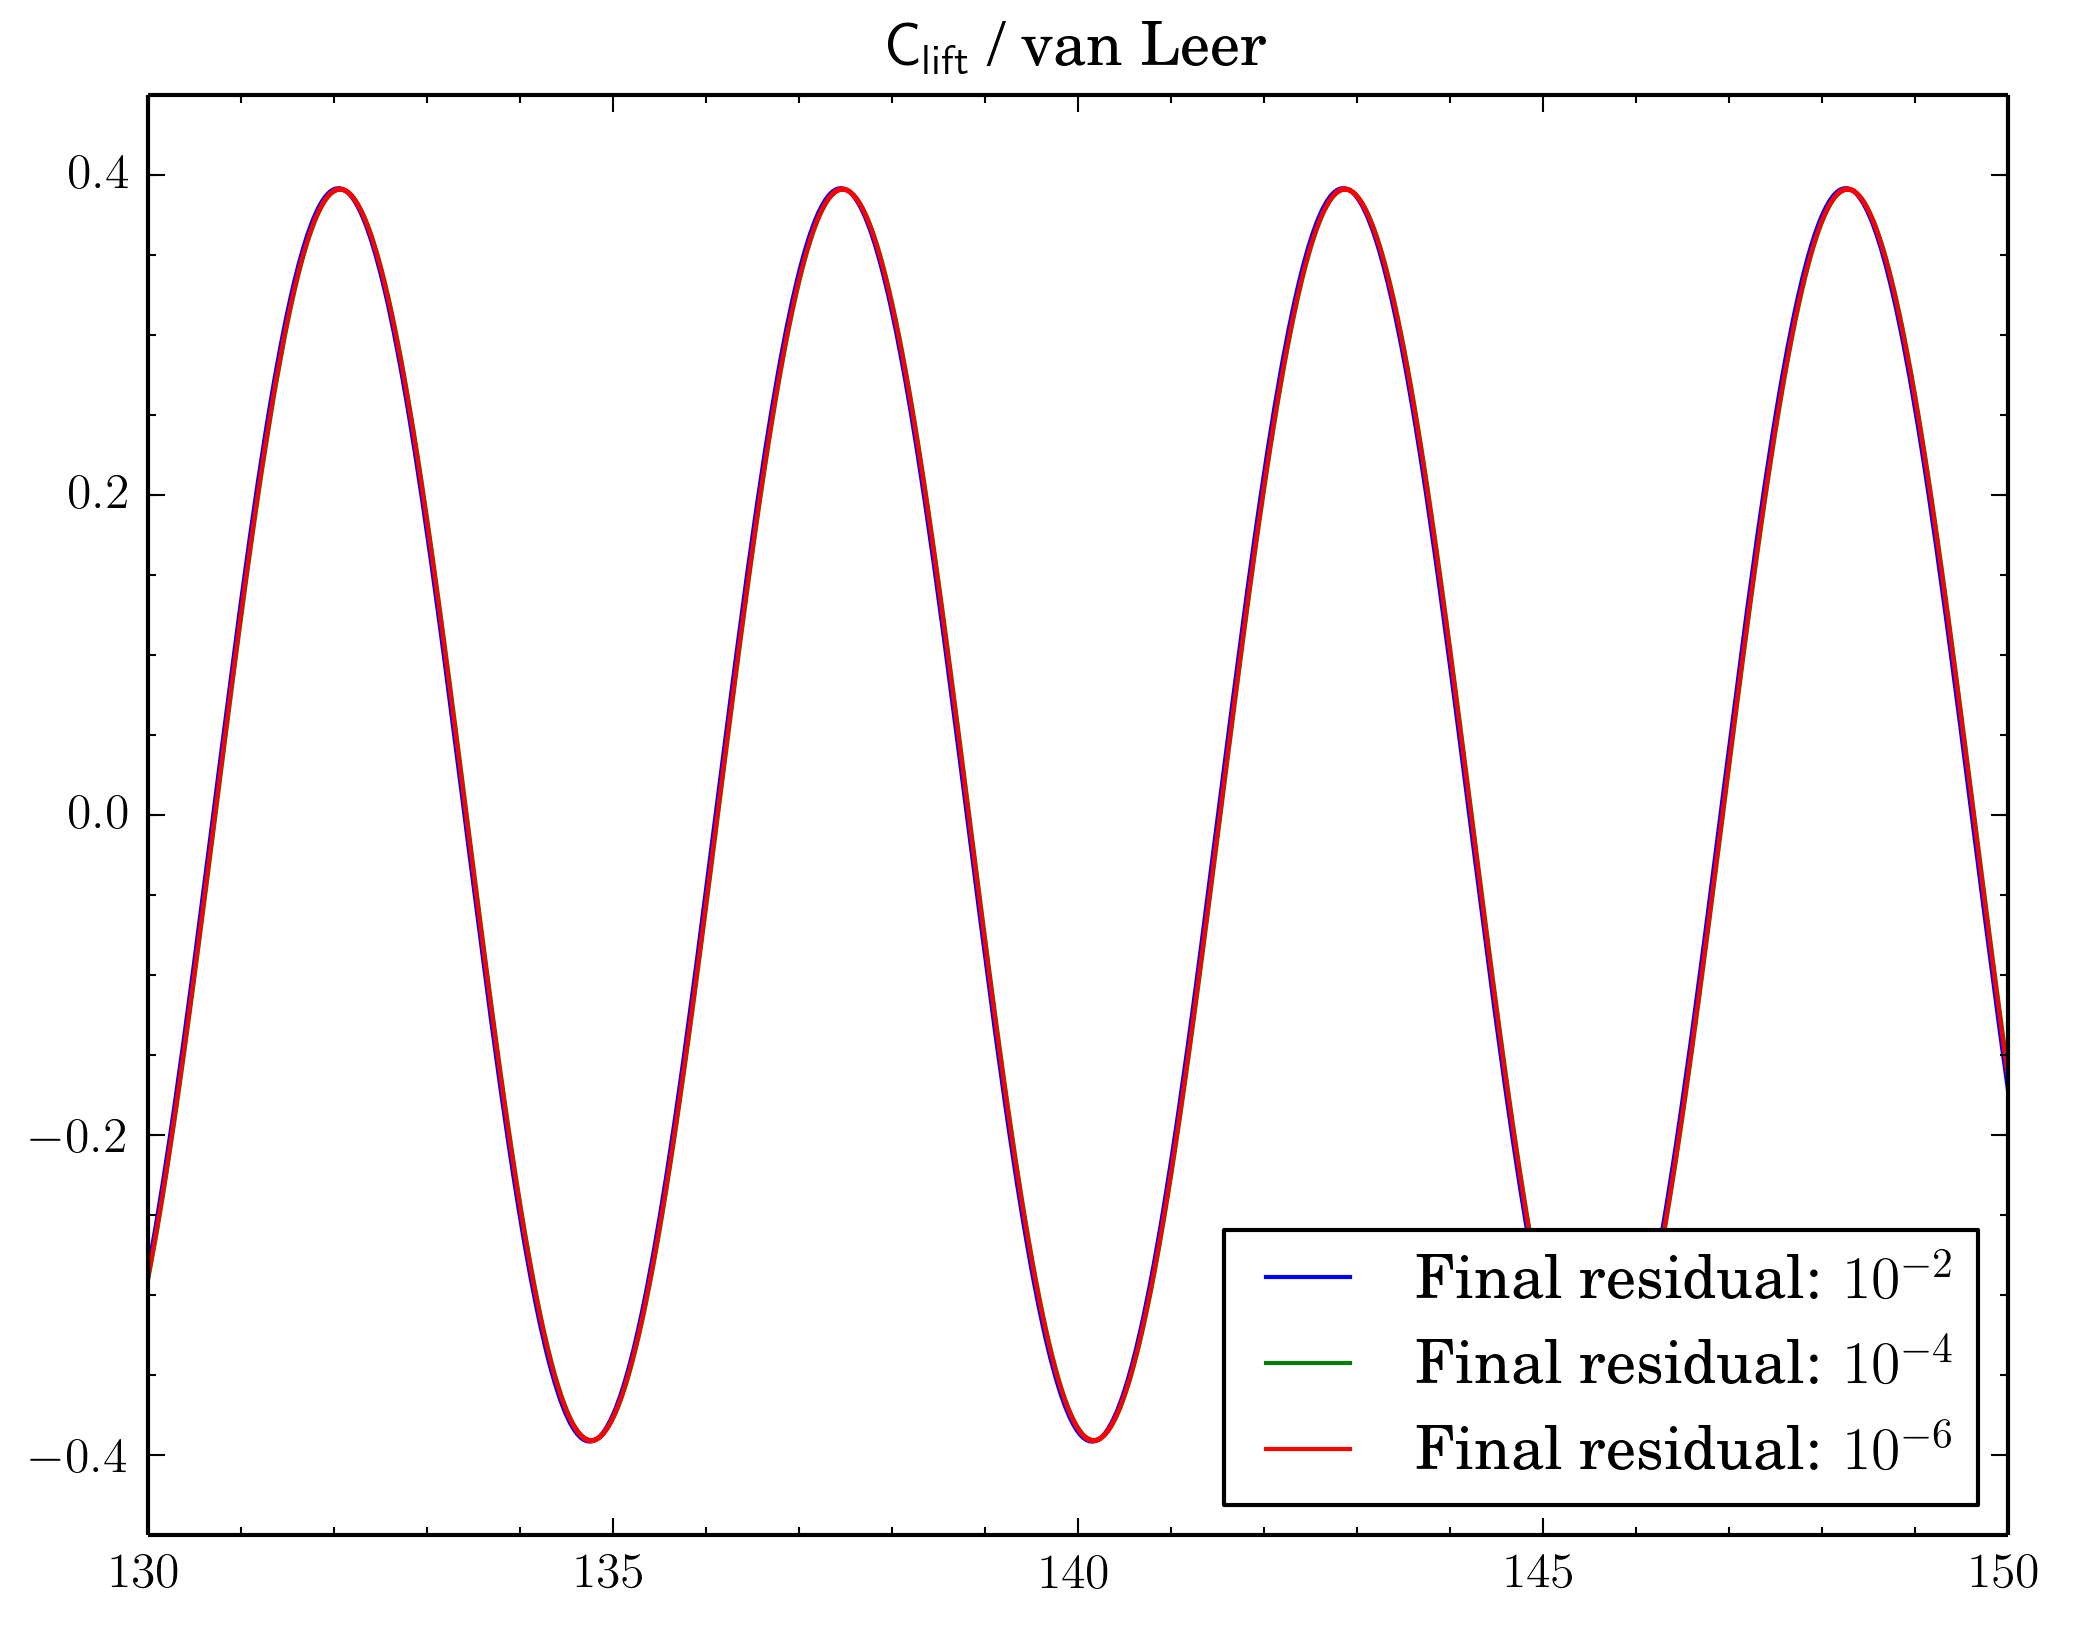 C_lift / van Leer
0.4
0.2
0.0
−0.2
−0.4
Final residual: 10^−2
Final residual: 10^−4
Final residual: 10^−6
130 135 140 145 150